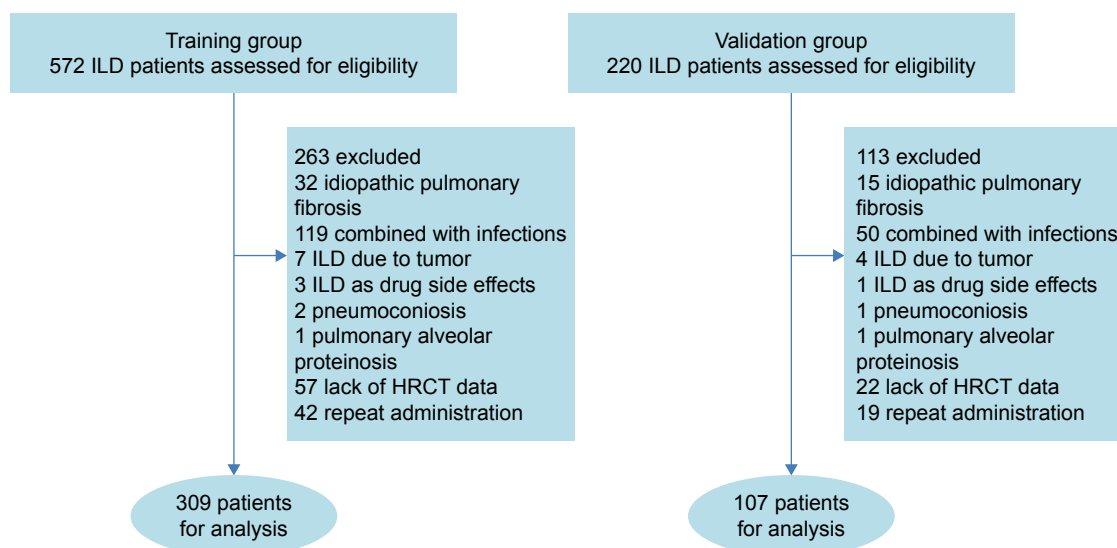 Training group
572 ILD patients assessed for eligibility
263 excluded
32 idiopathic pulmonary
fibrosis
119 combined with infections
7 ILD due to tumor
3 ILD as drug side effects
2 pneumoconiosis
1 pulmonary alveolar
proteinosis
57 lack of HRCT data
42 repeat administration
309 patients
for analysis
Validation group
220 ILD patients assessed for eligibility
113 excluded
15 idiopathic pulmonary
fibrosis
50 combined with infections
4 ILD due to tumor
1 ILD as drug side effects
1 pneumoconiosis
1 pulmonary alveolar
proteinosis
22 lack of HRCT data
19 repeat administration
107 patients
for analysis